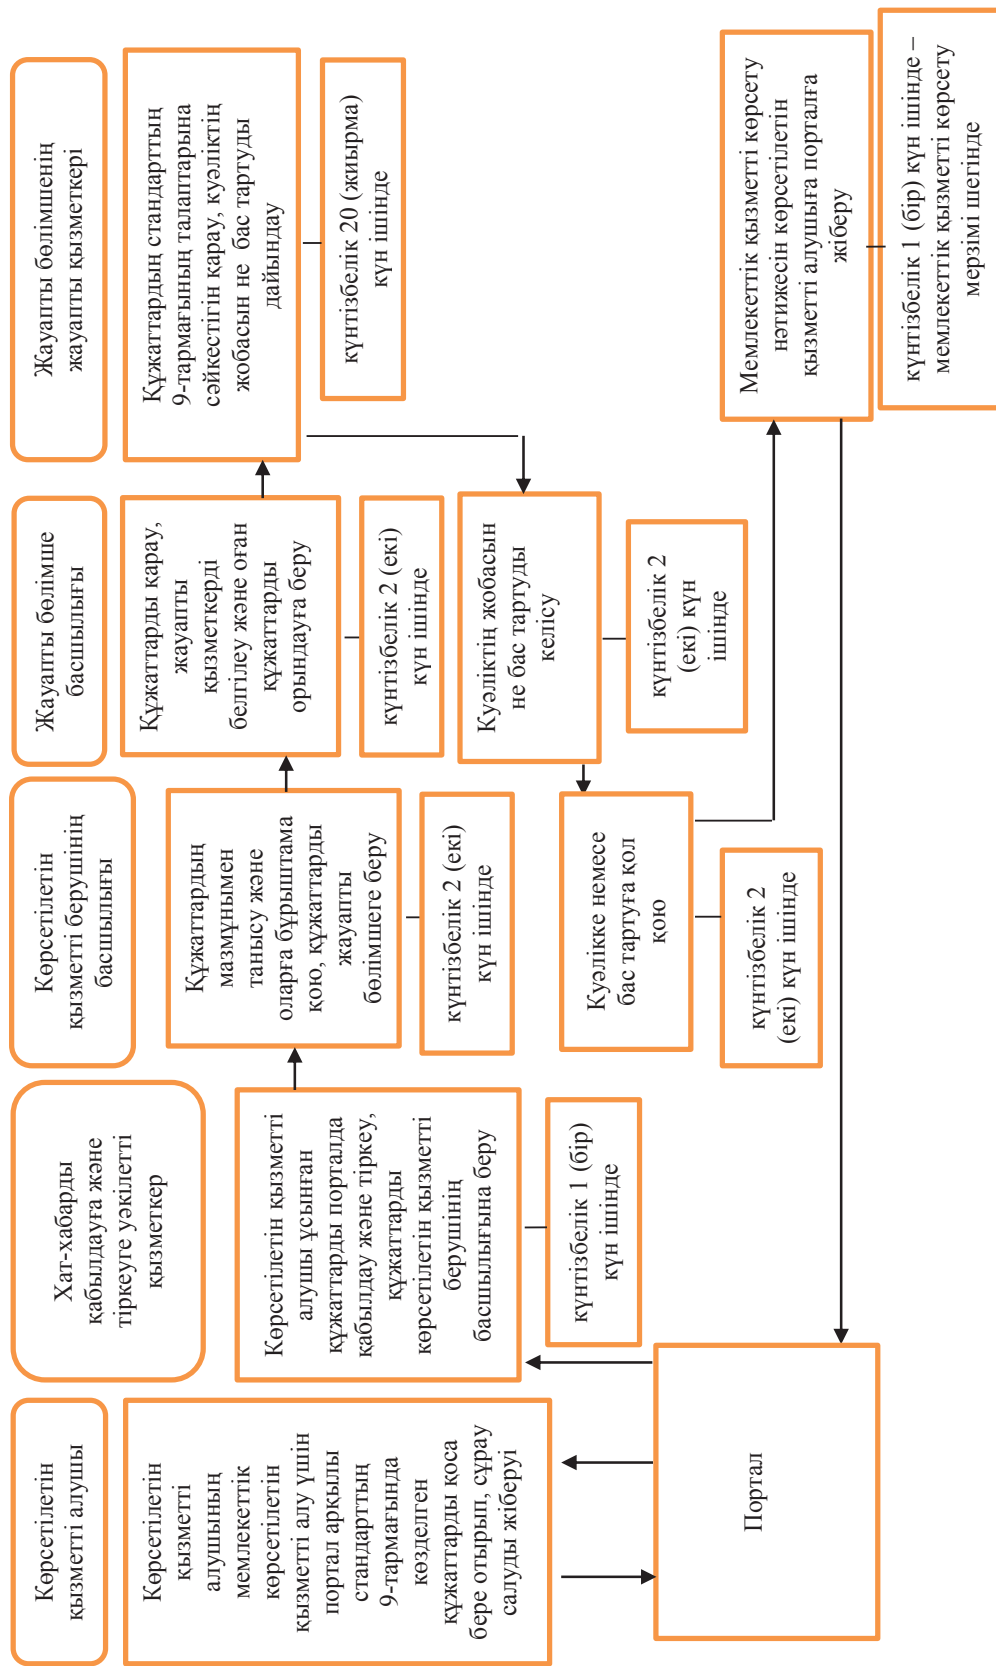 Көрсетілетін
қызметті алушы
Хат-хабарды
қабылдауға және
тіркеуге уәкілетті
қызметкер
Көрсетілетін
қызметті берушінің
басшылығы
Жауапты бөлімше
басшылығы
Жауапты бөлімшенің
жауапты қызметкері
Көрсетілетін
қызметті
алушының
мемлекеттік
көрсетілетін
қызметті алу үшін
портал арқылы
стандарттың
9-тармағында
көзделген
құжаттарды қоса
бере отырып, сұрау
салуды жіберуі
Көрсетілетін қызметті
алушы ұсынған
құжаттарды порталда
қабылдау және тіркеу,
құжаттарды
көрсетілетін қызметті
берушінің
басшылығына беру
күнтізбелік 1 (бір)
күн ішінде
Құжаттардың
мазмұнымен
танысу және
оларға бұрыштама
қою, құжаттарды
жауапты
бөлімшеге беру
күнтізбелік 2 (екі)
күн ішінде
Құжаттарды қарау,
жауапты
қызметкерді
белгілеу және оған
құжаттарды
орындауға беру
күнтізбелік 2 (екі)
күн ішінде
Құжаттардың стандарттың
9-тармағының талаптарына
сәйкестігін қарау, куәліктің
жобасын не бас тартуды
дайындау
күнтізбелік 20 (жиырма)
күн ішінде
Куәліктің жобасын
не бас тартуды
келісу
күнтізбелік 2
(екі) күн
ішінде
Куәлікке немесе
бас тартуға қол
қою
күнтізбелік 2
(екі) күн ішінде
Мемлекеттік қызметті көрсету
нәтижесін көрсетілетін
қызметті алушыға порталға
жіберу
күнтізбелік 1 (бір) күн ішінде –
мемлекеттік қызметті көрсету
мерзімі шегінде
Портал